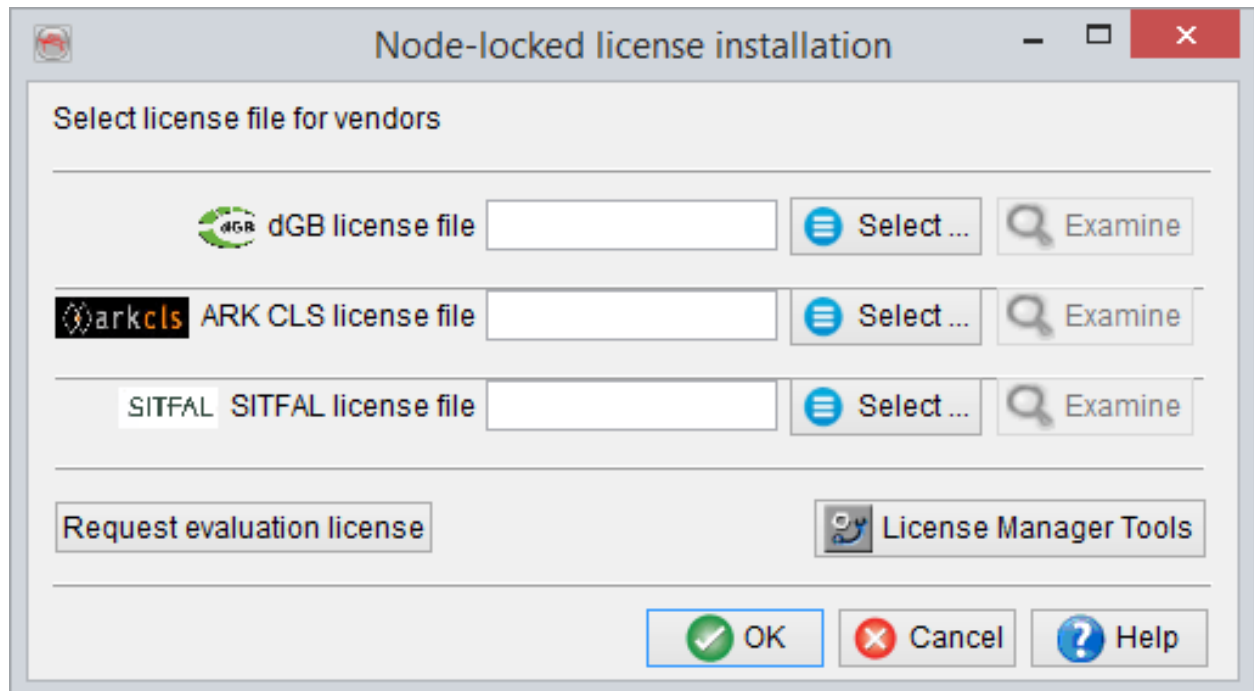 Node-locked license installation
Select license file for vendors
dGB dGB license file Select ... Examine
arkcls ARK CLS license file Select ... Examine
SITFAL SITFAL license file Select ... Examine
Request evaluation license License Manager Tools
OK Cancel Help